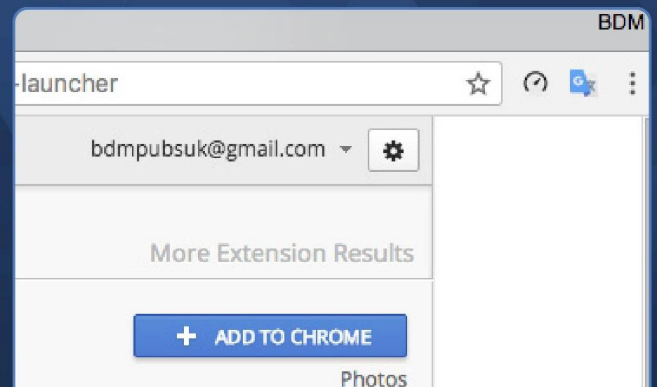 BDM
-launcher
bdmpubsuk@gmail.com
More Extension Results
ADD TO CHROME
Photos